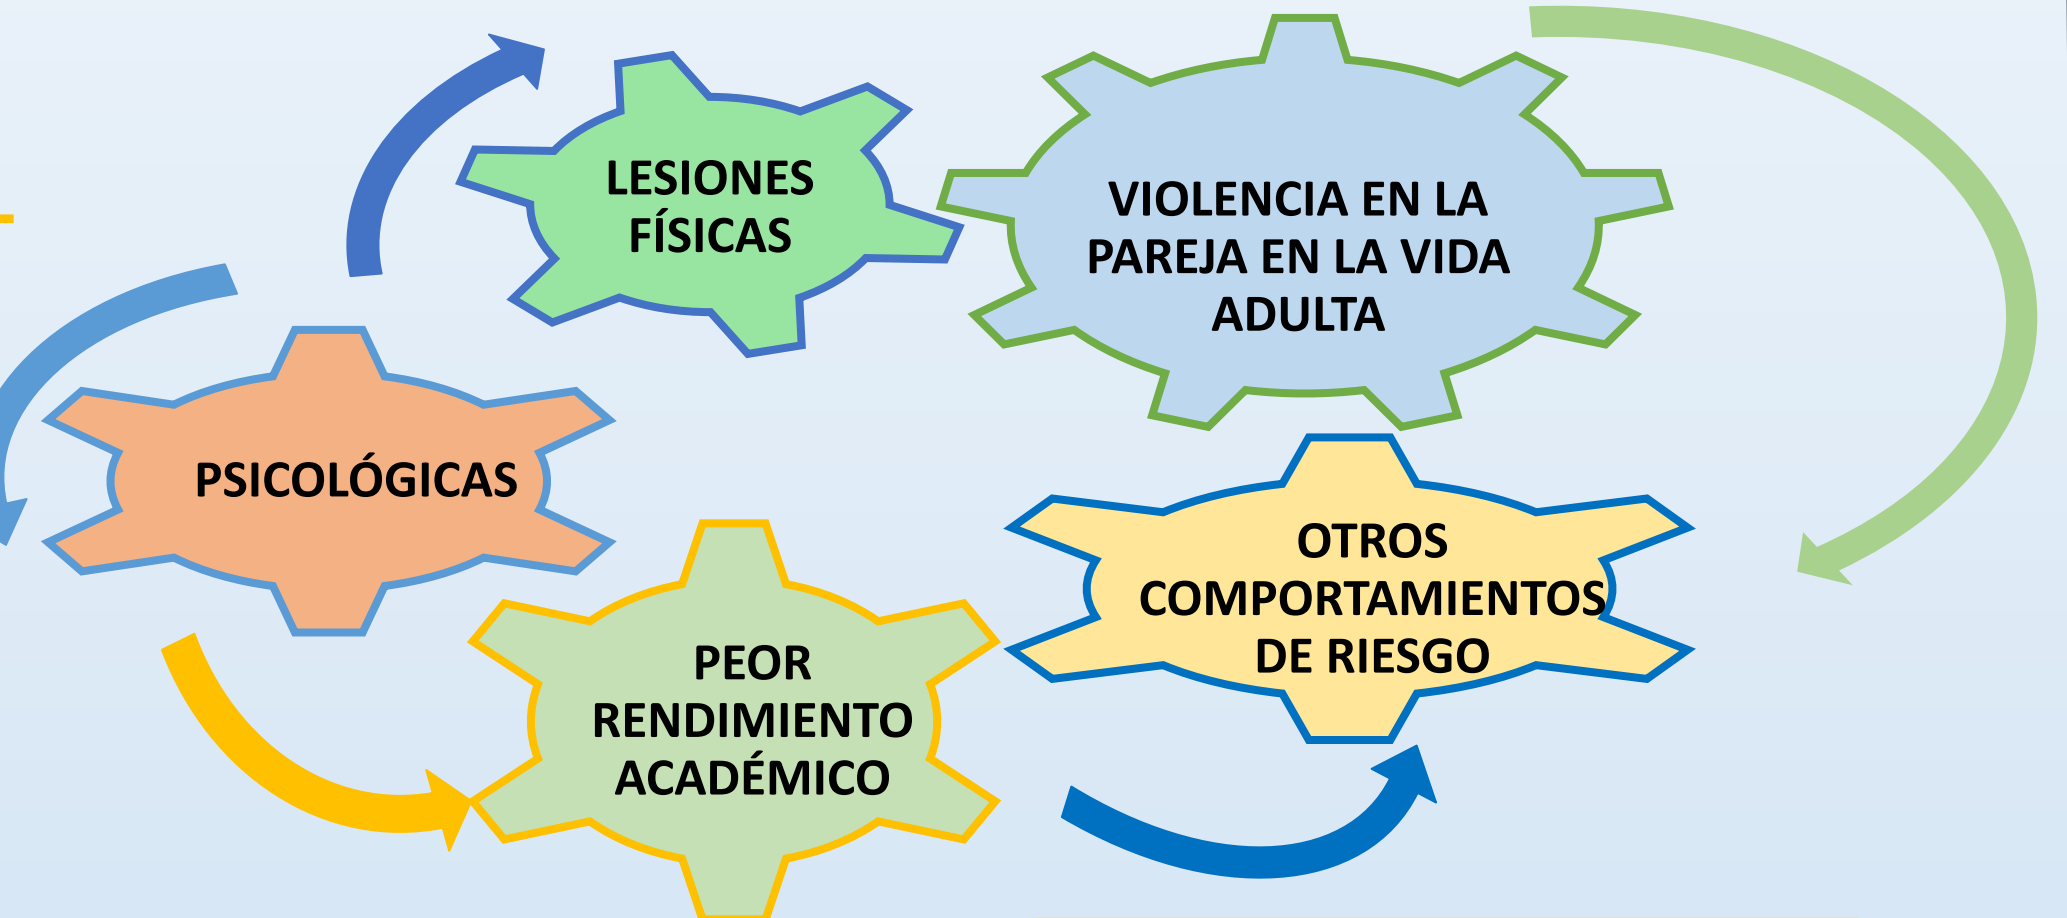 LESIONES
FÍSICAS
VIOLENCIA EN LA
PAREJA EN LA VIDA
ADULTA
PSICOLÓGICAS
OTROS
COMPORTAMIENTOS
DE RIESGO
PEOR
RENDIMIENTO
ACADÉMICO